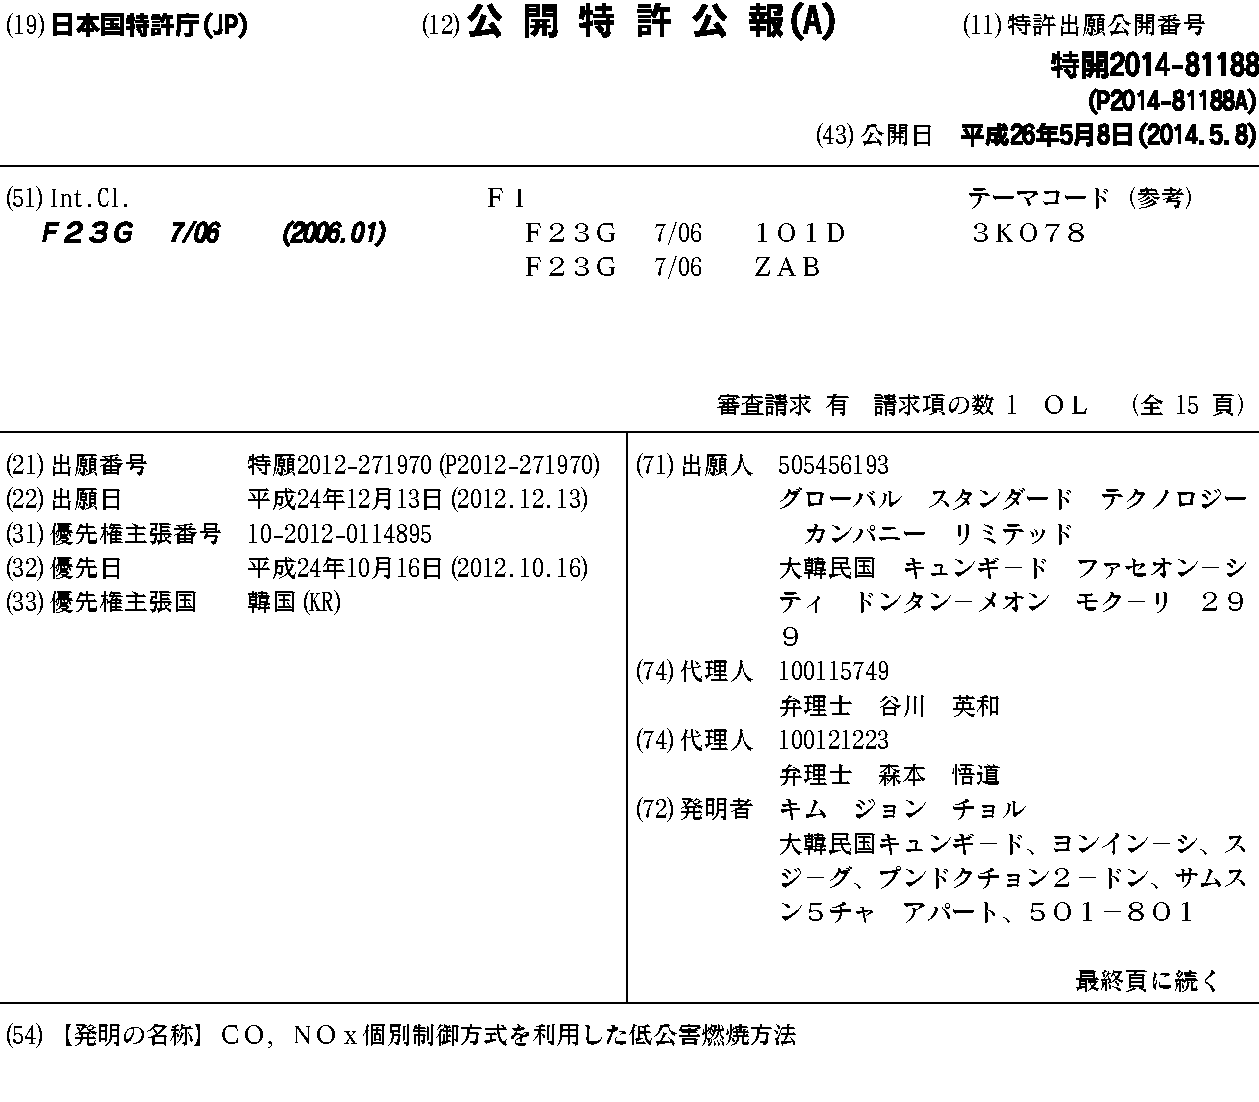 (19)日本国特許庁(JP)
(12)公開特許公報(A)
(11)特許出願公開番号
特開2014-81188
(P2014-81188A)
(43)公開日 平成26年5月8日(2014.5.8)
(51)Int.Cl. FI テーマコード(参考)
F23G 7/06 (2006.01) F23G 7/06 101D 3K078
F23G 7/06 ZAB
審査請求 有 請求項の数1 OL (全 15 頁)
(21)出願番号 特願2012-271970(P2012-271970)
(22)出願日 平成24年12月13日(2012.12.13)
(31)優先権主張番号 10-2012-0114895
(32)優先日 平成24年10月16日(2012.10.16)
(33)優先権主張国 韓国(KR)
(71)出願人 505456193
グローバル スタンダード テクノロジー
カンパニー リミテッド
大韓民国 キュンギ−ド ファセオン−シ
ティ ドンタン−メオン モク−リ 29
9
(74)代理人 100115749
弁理士 谷川 英和
(74)代理人 100121223
弁理士 森本 悟道
(72)発明者 キム ジョン チョル
大韓民国キュンギ−ド、ヨンイン−シ、ス
ジ−グ、プンドクチョン2−ドン、サムス
ン5チャ アパート、501−801
最終頁に続く
(54)【発明の名称】CO,NOx個別制御方式を利用した低公害燃焼方法